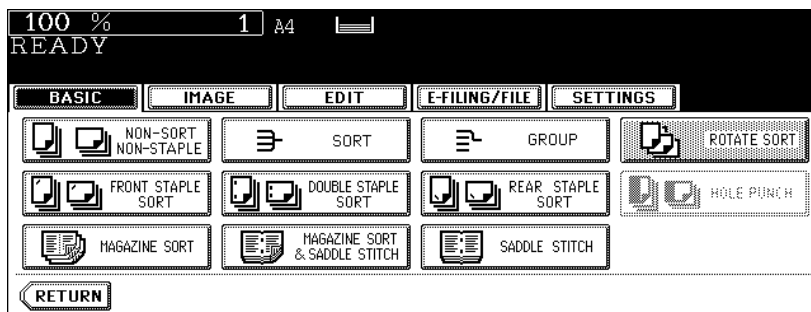 100 % 1 A4
READY
BASIC IMAGE EDIT E-FILING/FILE SETTINGS
NON-SORT
NON-STAPLE
SORT
GROUP
ROTATE SORT
FRONT STAPLE
SORT
DOUBLE STAPLE
SORT
REAR STAPLE
SORT
HOLE PUNCH
MAGAZINE SORT
MAGAZINE SORT
& SADDLE STITCH
SADDLE STITCH
RETURN